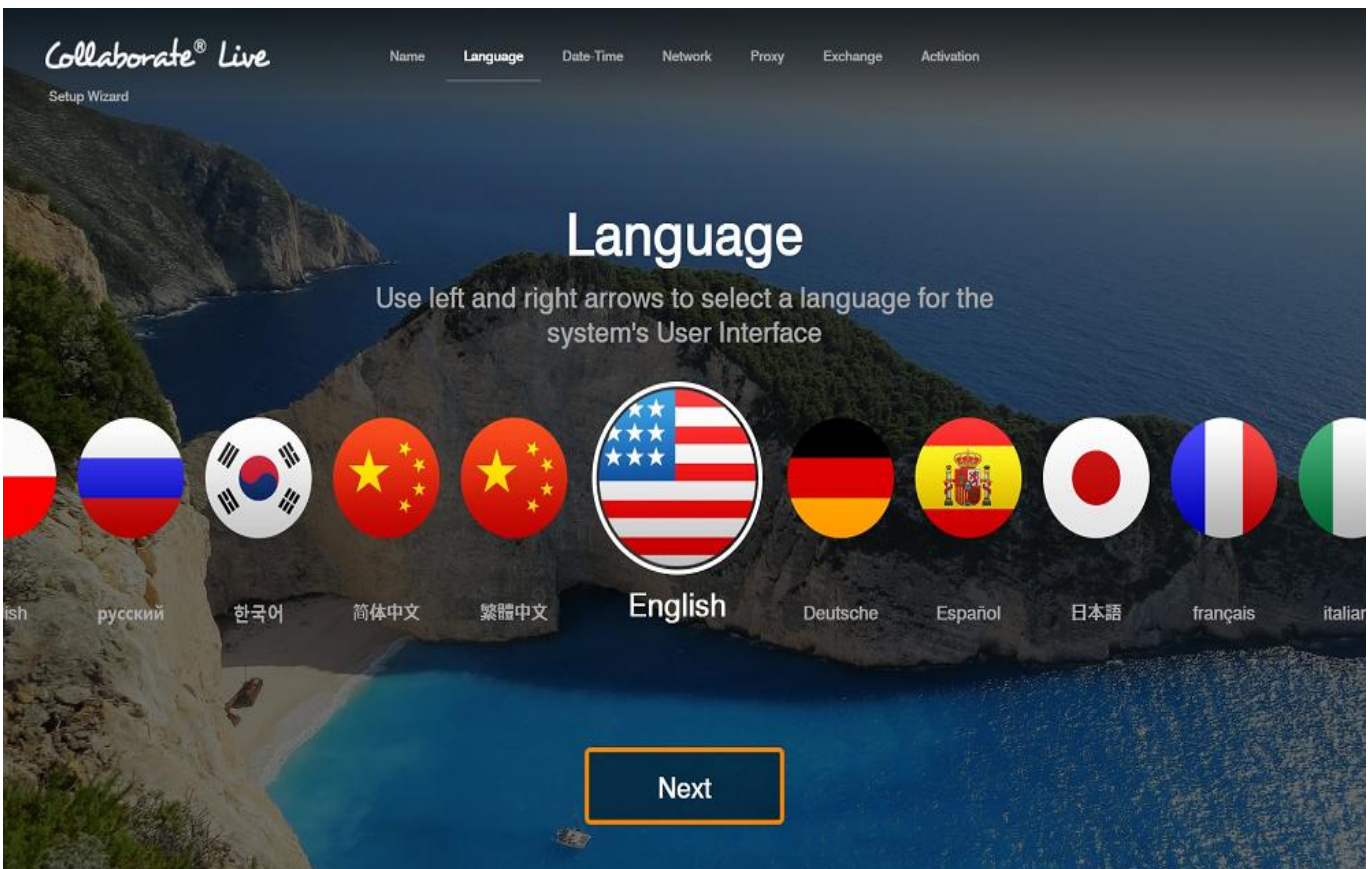 Collaborate® Live
Name Language Date-Time Network Proxy Exchange Activation
Setup Wizard
Language
Use left and right arrows to select a language for the
system's User Interface
ish русский 한국어 简体中文 繁體中文 English Deutsche Español 日本語 français italian
Next